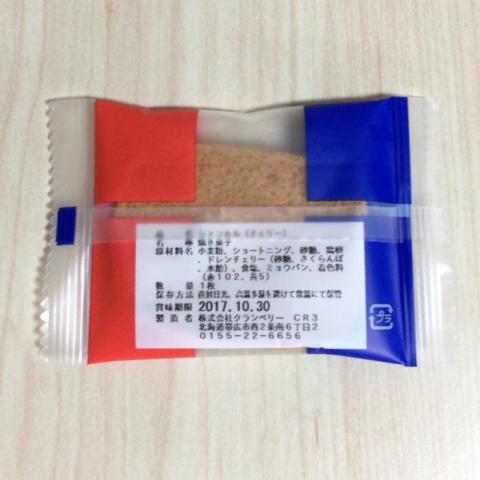 品 名 シャンルル(チェリー)
名 称 焼き菓子
原材料名 小麦粉、ショートニング、砂糖、鶏卵
、ドレンチェリー(砂糖、さくらんぼ
、水飴)、食塩、ミョウバン、着色料
(赤102、赤5)
数 量 1枚
保存方法 直射日光、高温多湿を避けて常温にて保管
賞味期限 2017.10.30
製 造 者 株式会社クランベリー CR3
北海道帯広市西2条南6丁目2
0155-22-6656
プラ